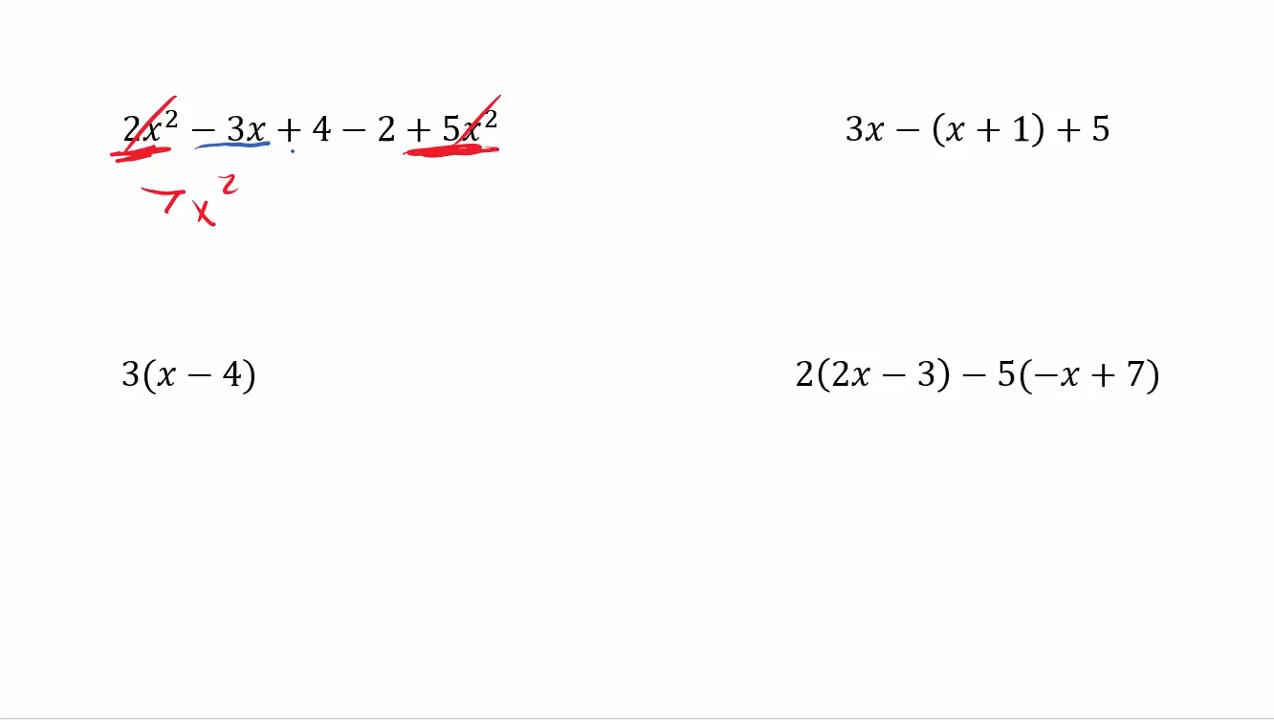 2x² − 3x + 4 − 2 + 5x²
3x − (x + 1) + 5
7x²
3(x − 4)
2(2x − 3) − 5(−x + 7)